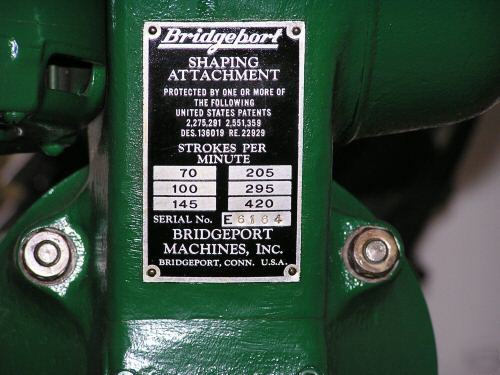 Bridgeport
SHAPING
ATTACHMENT
PROTECTED BY ONE OR MORE OF
THE FOLLOWING
UNITED STATES PATENTS
2,275,291 2,551,359
DES. 136019 RE. 22929
STROKES PER
MINUTE
70 205
100 295
145 420
SERIAL No. E6184
BRIDGEPORT
MACHINES, INC.
BRIDGEPORT, CONN. U.S.A.